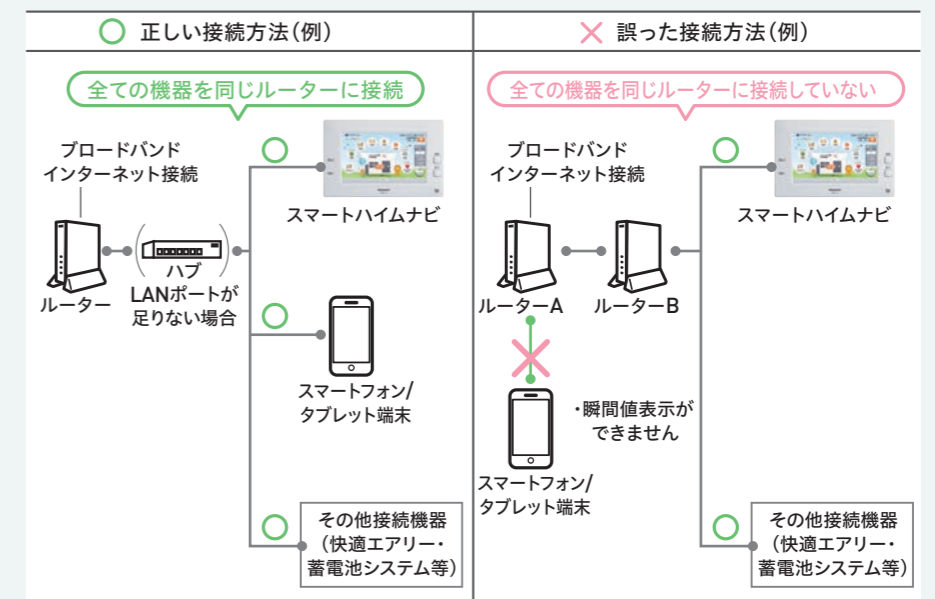 正しい接続方法(例)
誤った接続方法(例)
全ての機器を同じルーターに接続
ブロードバンド
インターネット接続
スマートハイムナビ
ルーター
ハブ
LANポートが
足りない場合
スマートフォン/
タブレット端末
その他接続機器
(快適エアリー・
蓄電池システム等)
全ての機器を同じルーターに接続していない
ブロードバンド
インターネット接続
スマートハイムナビ
ルーターA
ルーターB
・瞬間値表示が
できません
スマートフォン/
タブレット端末
その他接続機器
(快適エアリー・
蓄電池システム等)